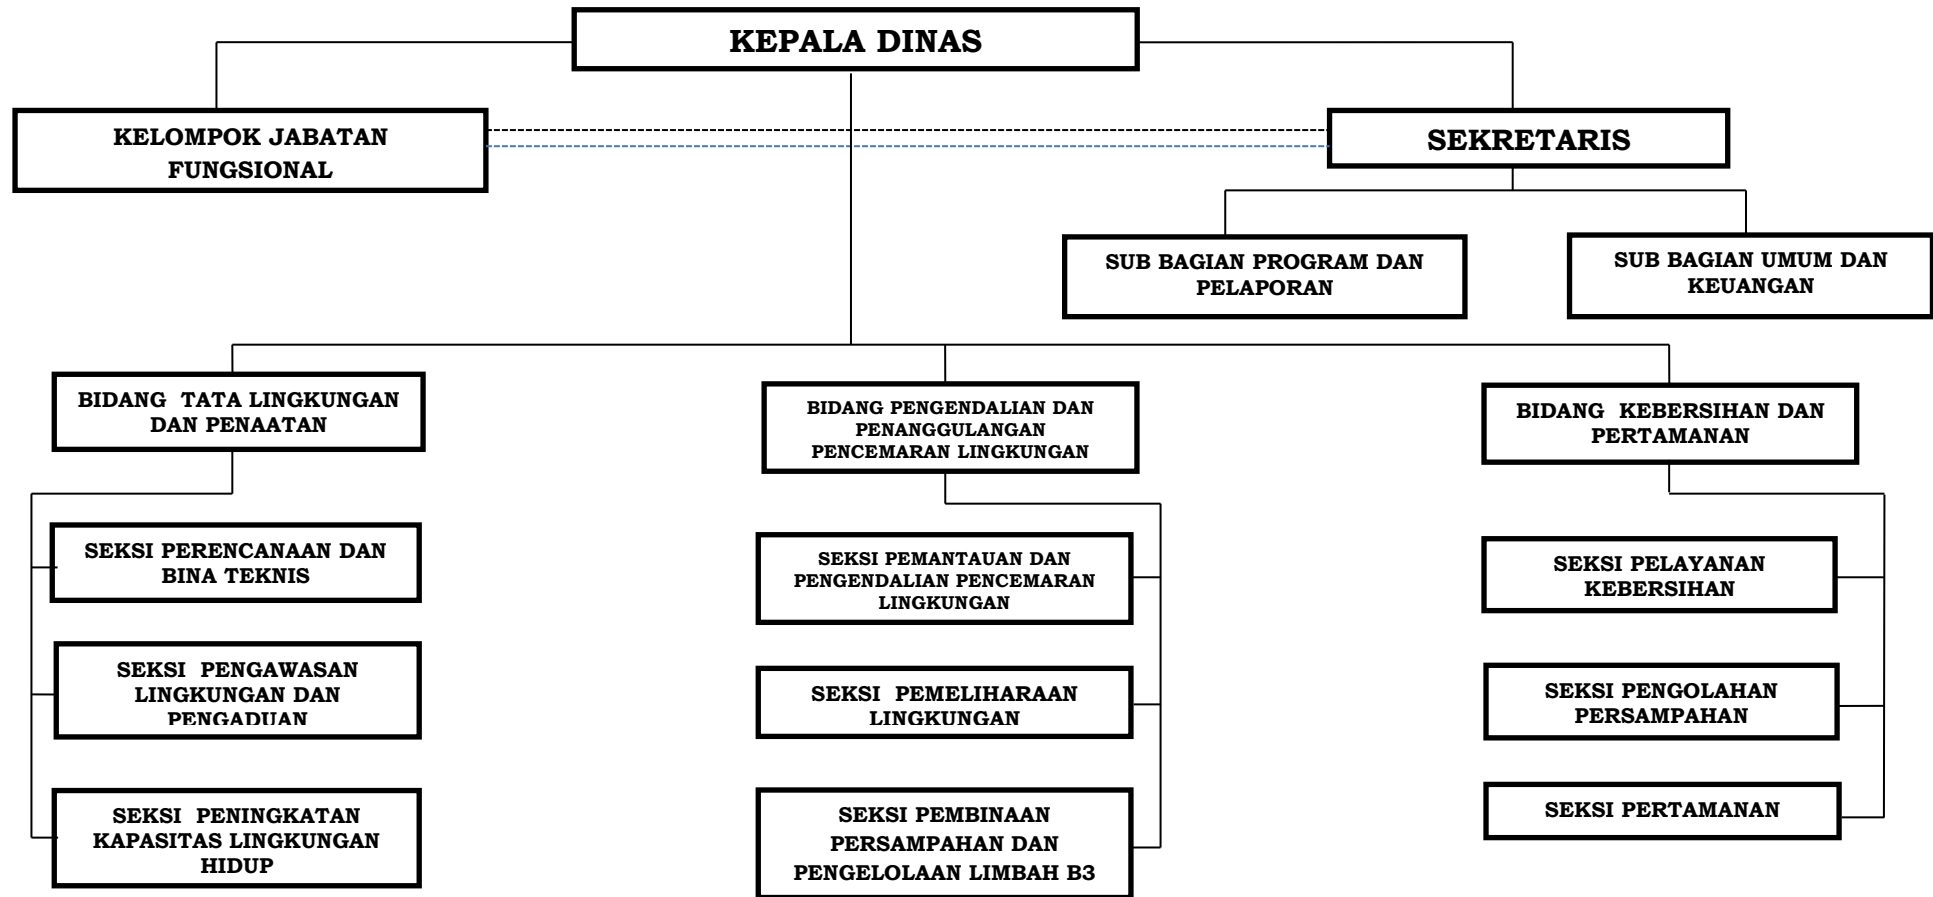 KEPALA DINAS
KELOMPOK JABATAN
FUNGSIONAL
SEKRETARIS
SUB BAGIAN PROGRAM DAN
PELAPORAN
SUB BAGIAN UMUM DAN
KEUANGAN
BIDANG TATA LINGKUNGAN
DAN PENAATAN
BIDANG PENGENDALIAN DAN
PENANGGULANGAN
PENCEMARAN LINGKUNGAN
BIDANG KEBERSIHAN DAN
PERTAMANAN
SEKSI PERENCANAAN DAN
BINA TEKNIS
SEKSI PENGAWASAN
LINGKUNGAN DAN
PENGADUAN
SEKSI PENINGKATAN
KAPASITAS LINGKUNGAN
HIDUP
SEKSI PEMANTAUAN DAN
PENGENDALIAN PENCEMARAN
LINGKUNGAN
SEKSI PEMELIHARAAN
LINGKUNGAN
SEKSI PEMBINAAN
PERSAMPAHAN DAN
PENGELOLAAN LIMBAH B3
SEKSI PELAYANAN
KEBERSIHAN
SEKSI PENGOLAHAN
PERSAMPAHAN
SEKSI PERTAMANAN